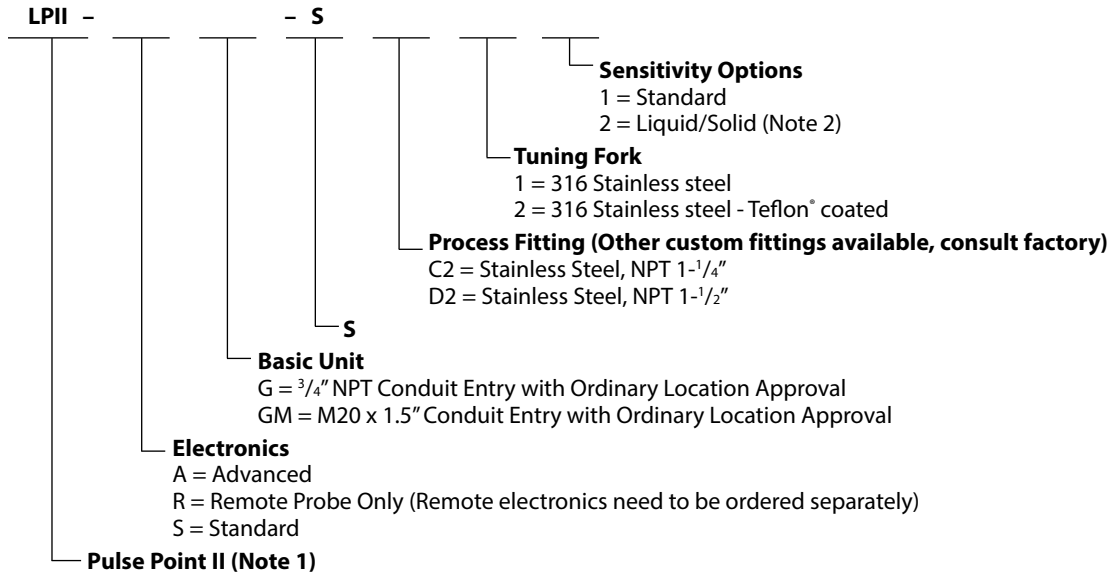 LPII – – S
Sensitivity Options
1 = Standard
2 = Liquid/Solid (Note 2)
Tuning Fork
1 = 316 Stainless steel
2 = 316 Stainless steel - Teflon® coated
Process Fitting (Other custom fittings available, consult factory)
C2 = Stainless Steel, NPT 1-1/4"
D2 = Stainless Steel, NPT 1-1/2"
S
Basic Unit
G = 3/4" NPT Conduit Entry with Ordinary Location Approval
GM = M20 x 1.5" Conduit Entry with Ordinary Location Approval
Electronics
A = Advanced
R = Remote Probe Only (Remote electronics need to be ordered separately)
S = Standard
Pulse Point II (Note 1)